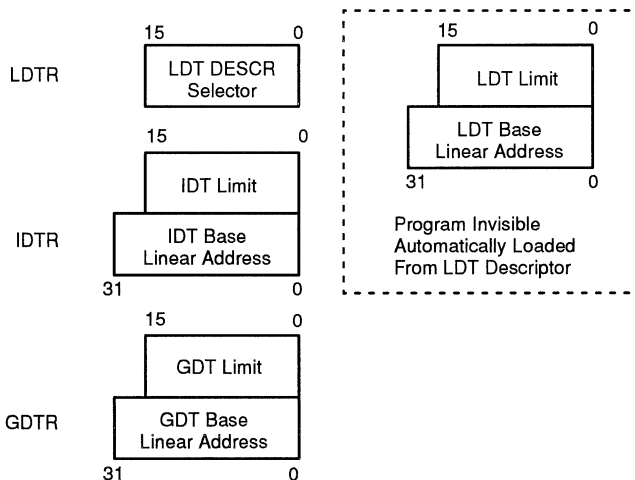 15 0
LDTR
LDT DESCR
Selector
15 0
IDT Limit
IDTR
IDT Base
Linear Address
31 0
15 0
GDT Limit
GDTR
GDT Base
Linear Address
31 0
15 0
LDT Limit
LDT Base
Linear Address
31 0
Program Invisible
Automatically Loaded
From LDT Descriptor